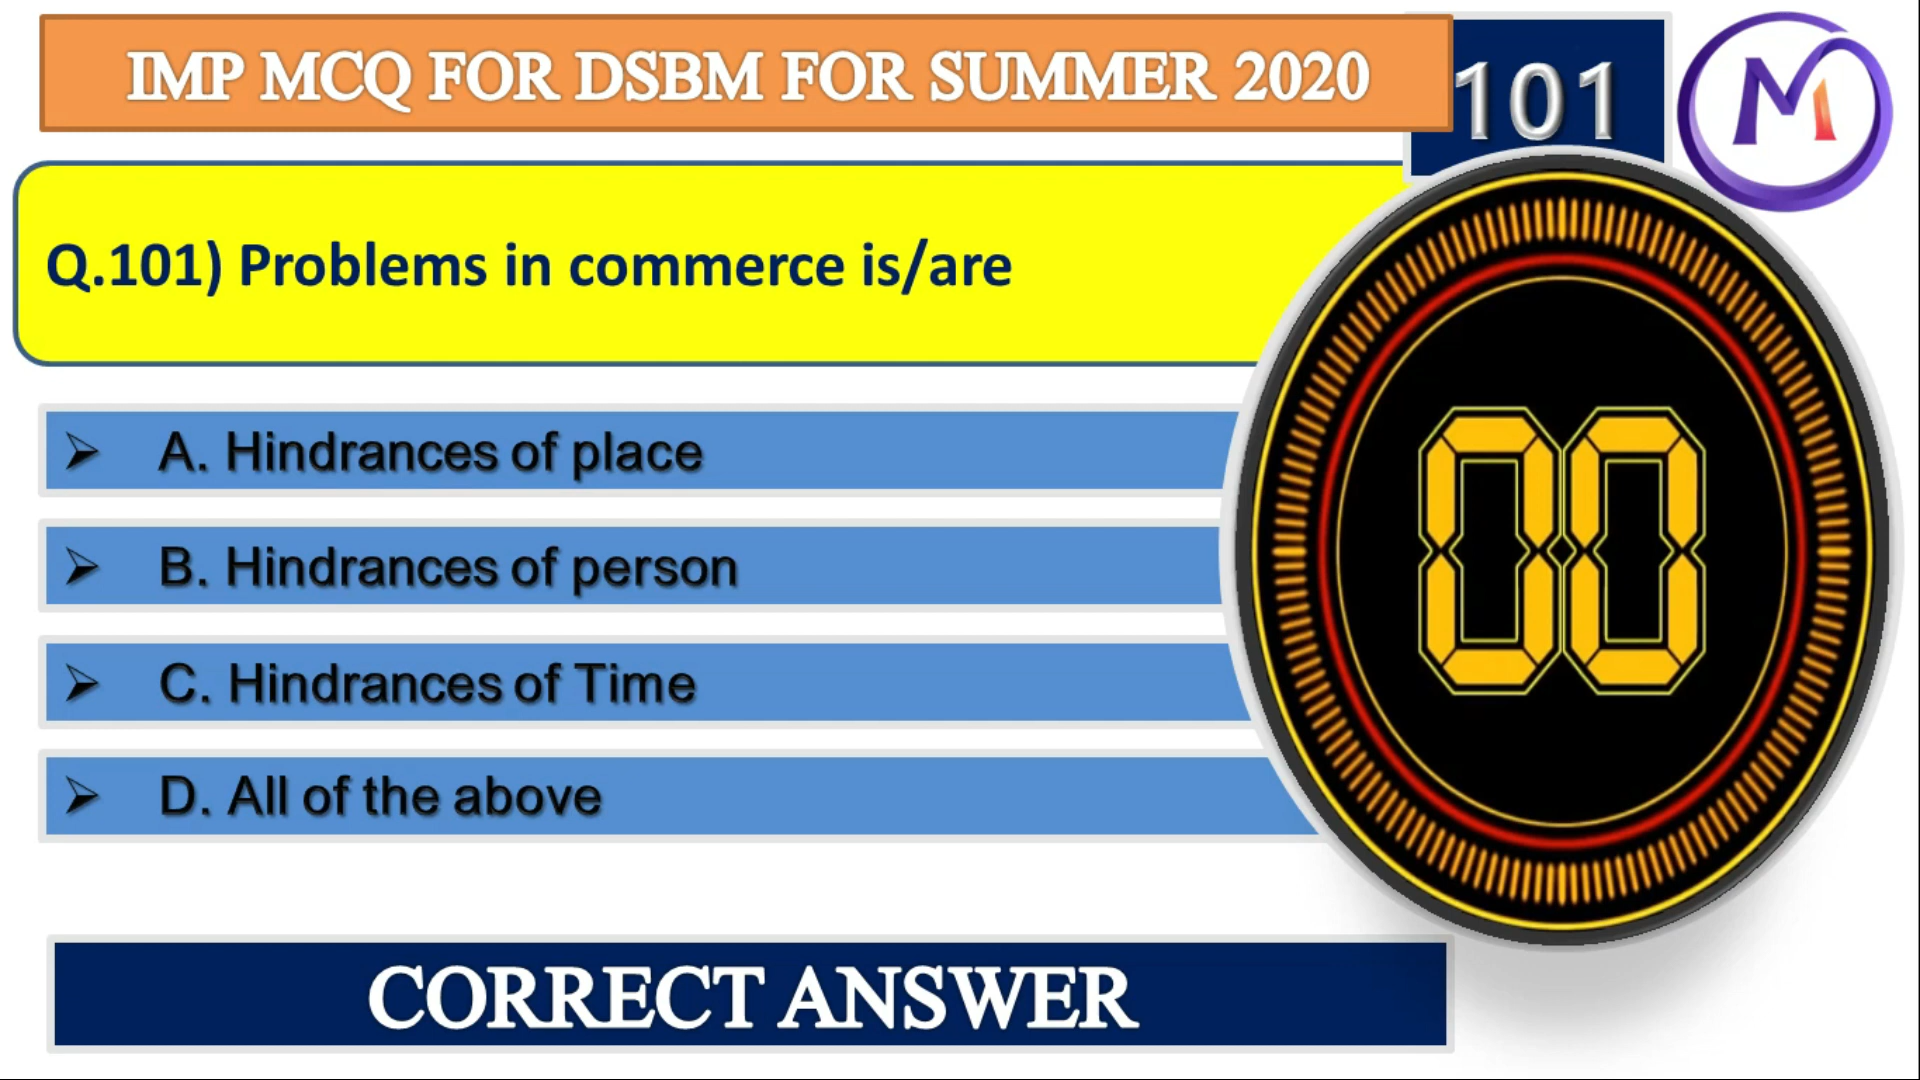 IMP MCQ FOR DSBM FOR SUMMER 2020
101
M
Q.101) Problems in commerce is/are
A. Hindrances of place
B. Hindrances of person
C. Hindrances of Time
D. All of the above
00
CORRECT ANSWER